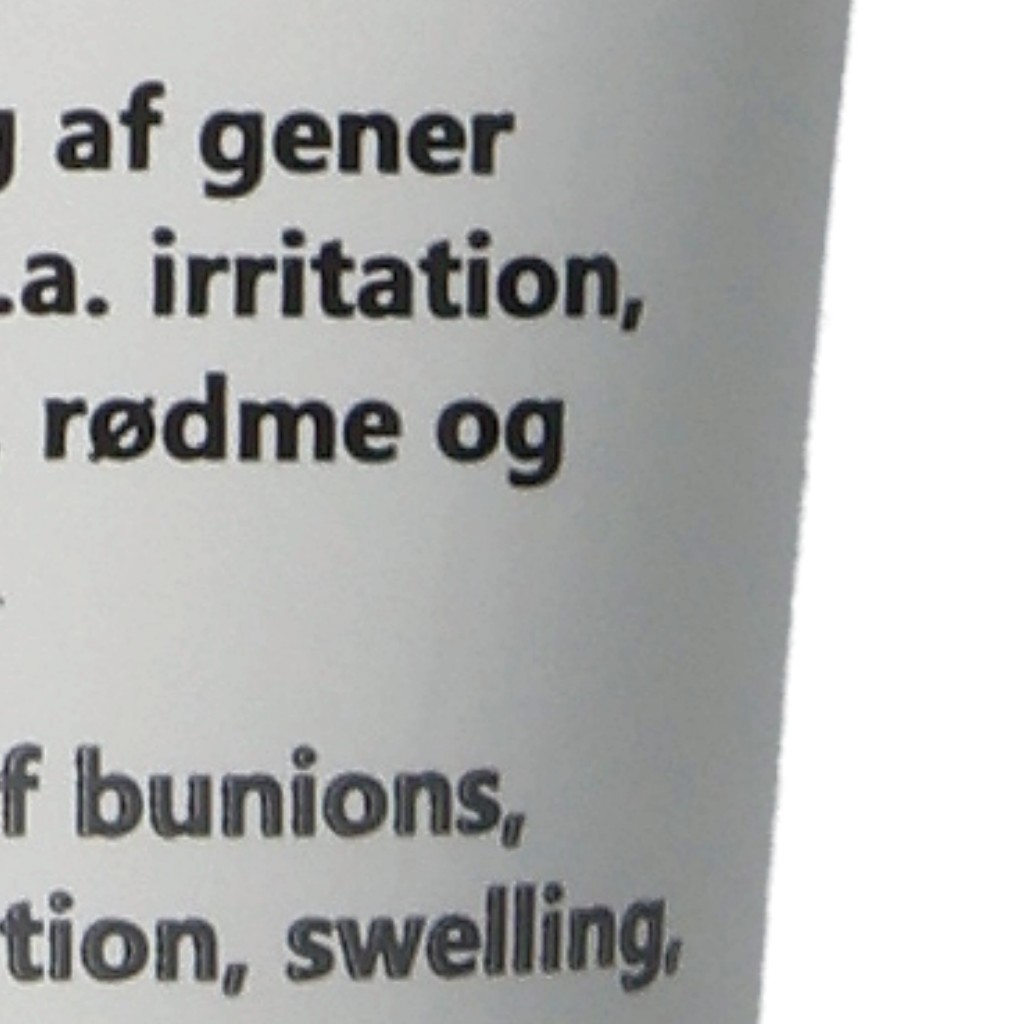 af gener
.a. irritation,
rødme og
f bunions,
tion, swelling,